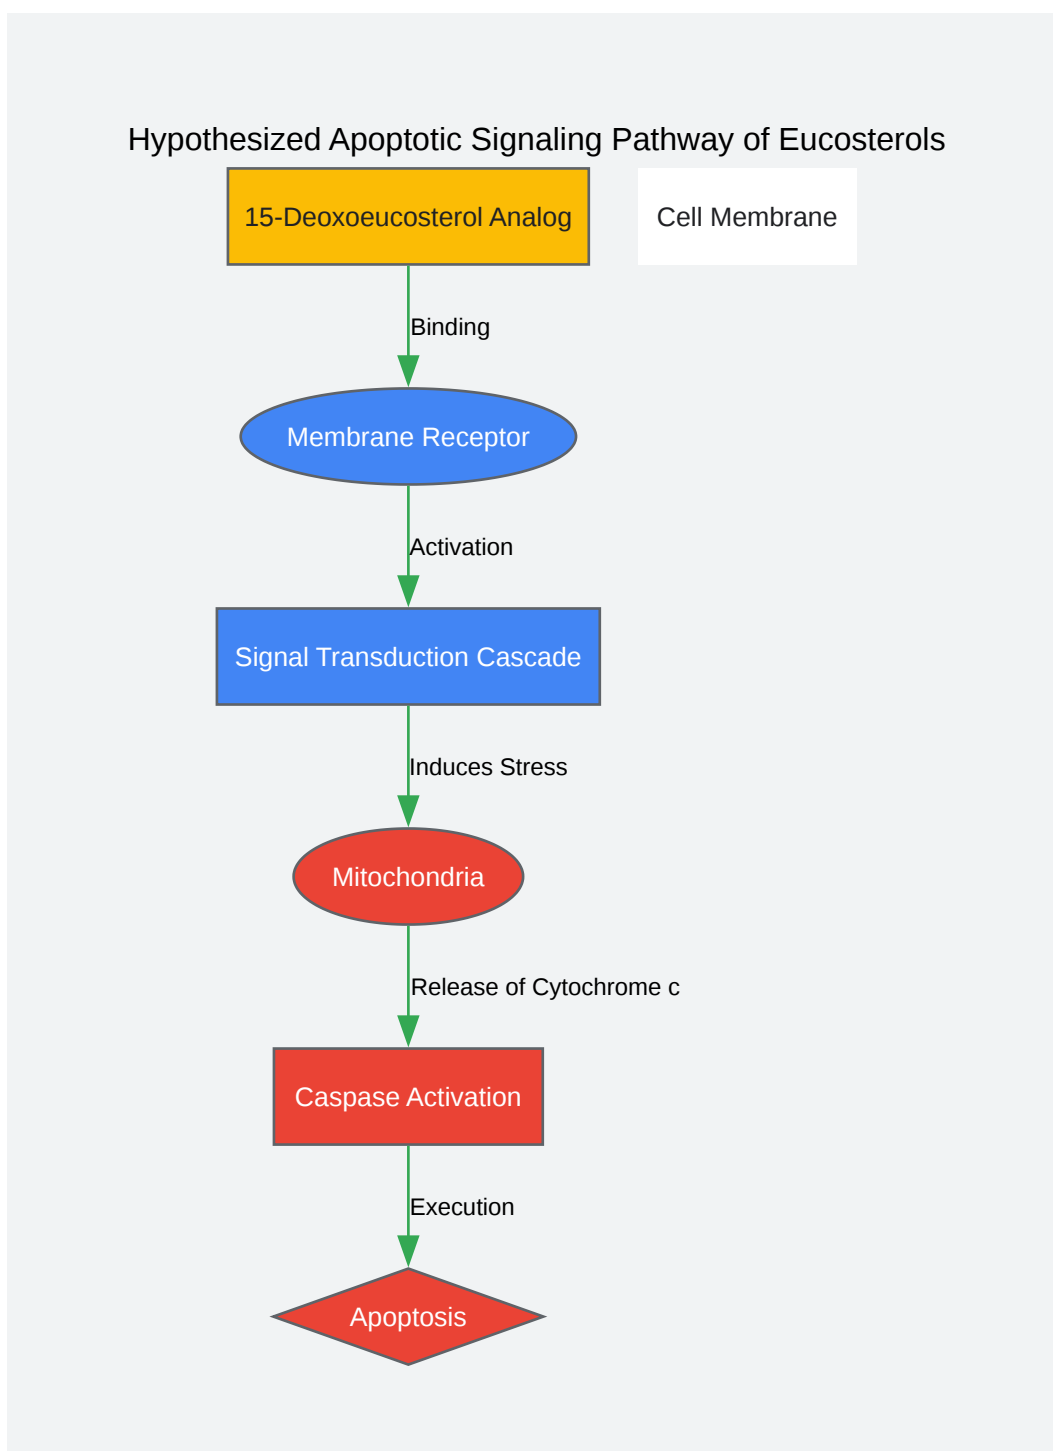 Hypothesized Apoptotic Signaling Pathway of Eucosterols
15-Deoxoeucosterol Analog
Cell Membrane
Binding
Membrane Receptor
Activation
Signal Transduction Cascade
Induces Stress
Mitochondria
Release of Cytochrome c
Caspase Activation
Execution
Apoptosis